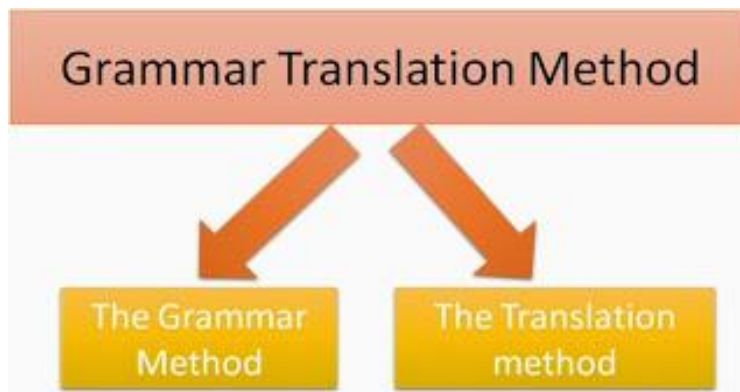 Grammar Translation Method
The Grammar
Method
The Translation
method